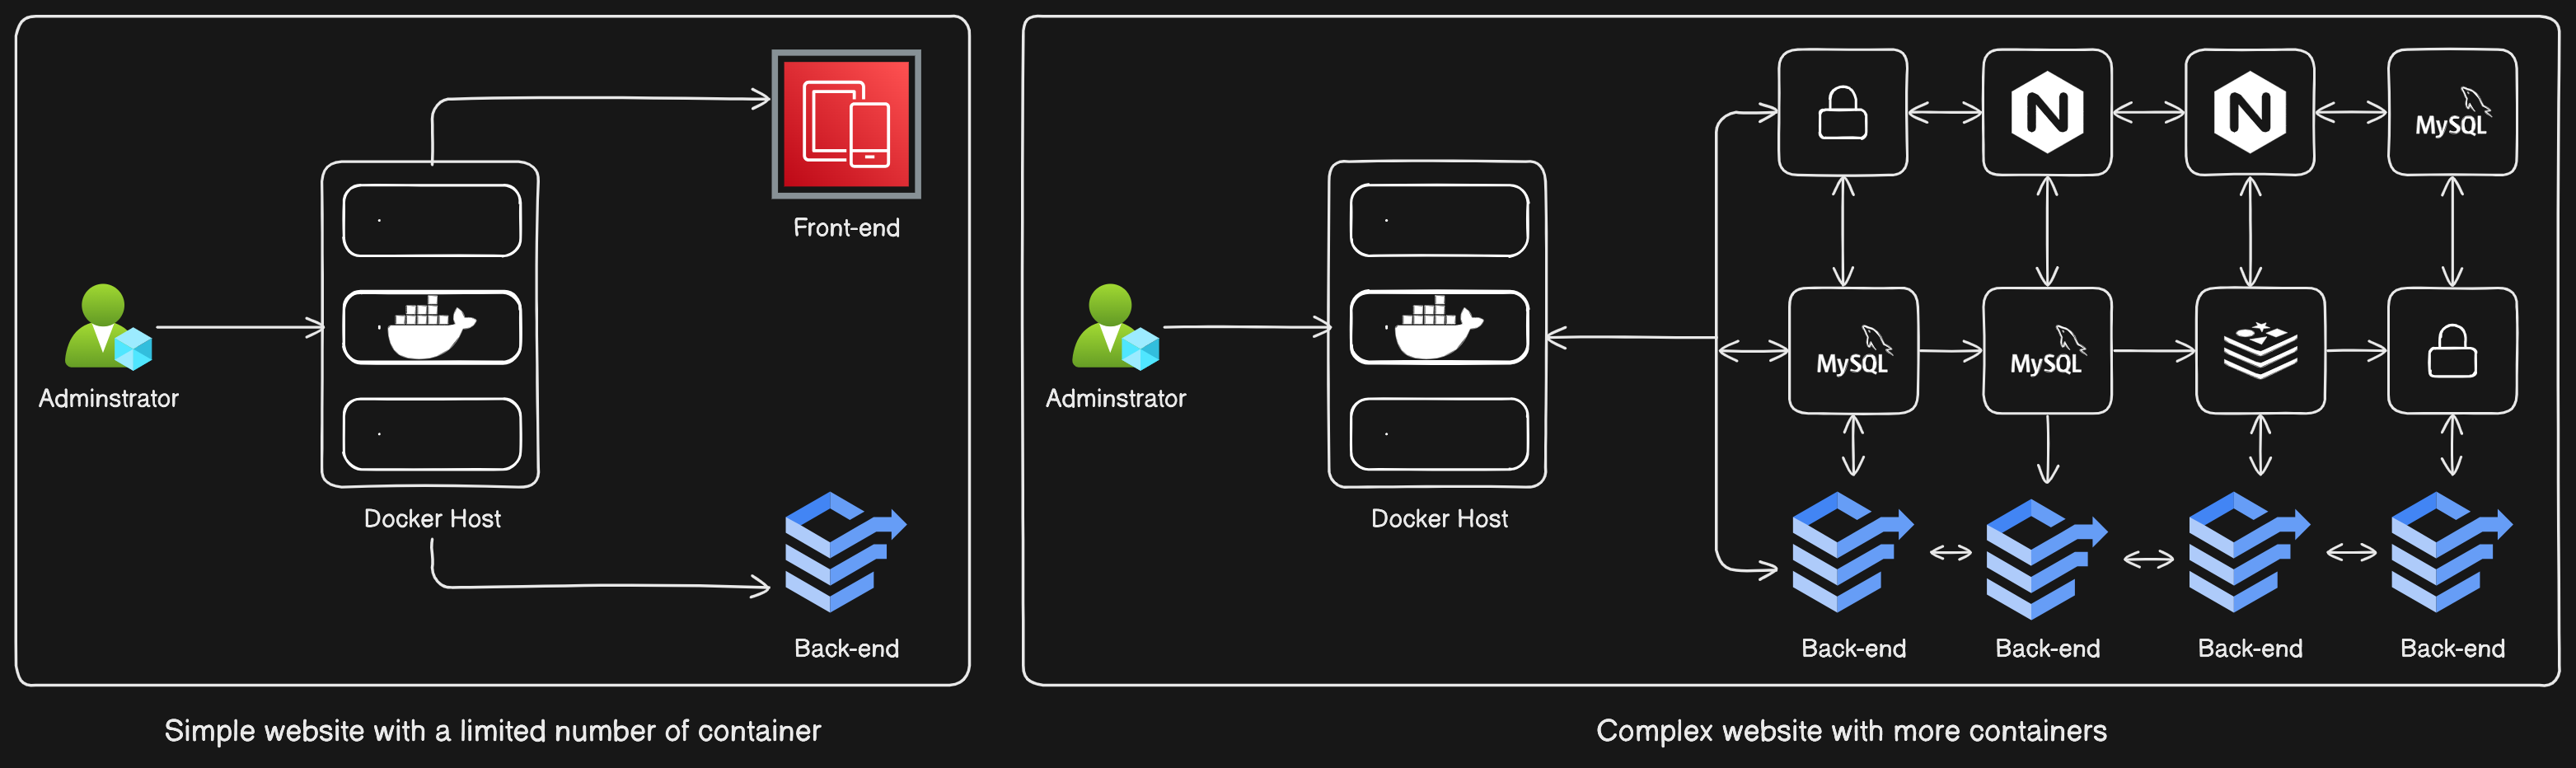 Front-end
Adminstrator
Docker Host
Back-end
Simple website with a limited number of container
N
N
MySQL
MySQL
MySQL
Adminstrator
Docker Host
Back-end
Back-end
Back-end
Back-end
Complex website with more containers